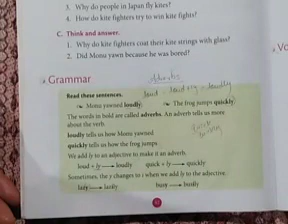 3. Why do people in Japan fly kites?
4. How do kite fighters try to win kite fights?
C. Think and answer.
1. Why do kite fighters coat their kite strings with glass?
2. Did Monu yawn because he was bored?
Grammar
Read these sentences.
Monu yawned loudly. The frog jumps quickly.
The words in bold are called adverbs. An adverb tells us more
about the verb.
loudly tells us how Monu yawned
quickly tells us how the frog jumps
We add ly to an adjective to make it an adverb.
loud + ly → loudly quick + ly → quickly
Sometimes, the y changes to i when we add ly to the adjective.
lazy → lazily busy → busily
Vo